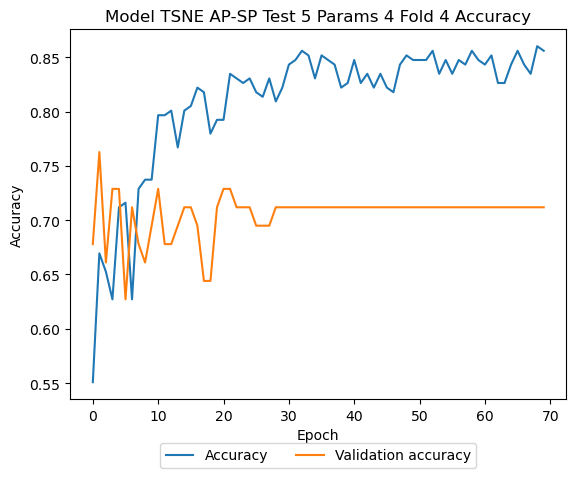 Model TSNE AP-SP Test 5 Params 4 Fold 4 Accuracy
0.85
0.80
0.75
0.70
0.65
0.60
0.55
Accuracy
0 10 20 30 40 50 60 70
Epoch
Accuracy Validation accuracy